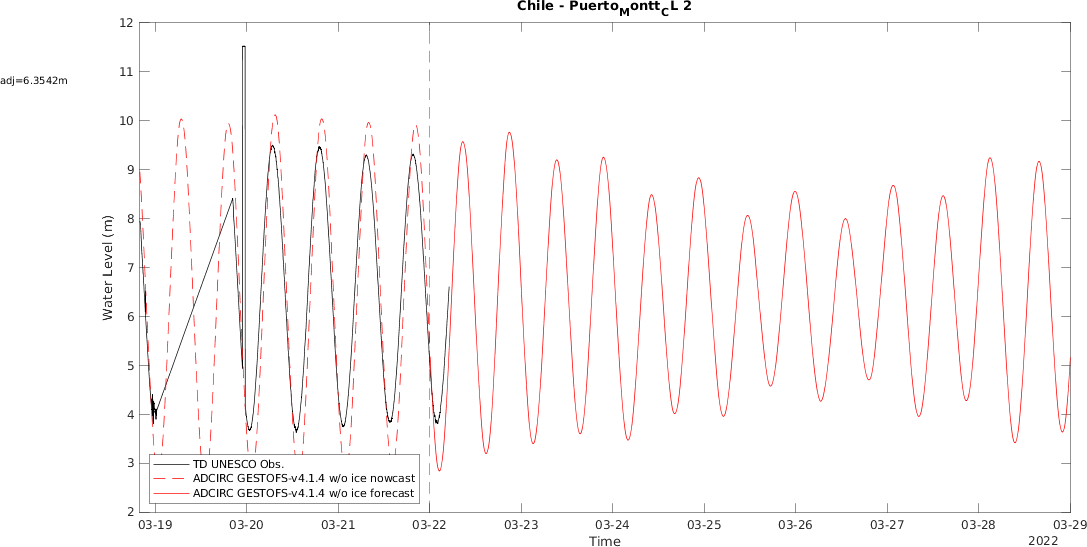 Chile - PuertoMonttCL 2
adj=6.3542m
12
11
10
9
8
7
6
5
4
3
2
Water Level (m)
TD UNESCO Obs.
ADCIRC GESTOFS-v4.1.4 w/o ice nowcast
ADCIRC GESTOFS-v4.1.4 w/o ice forecast
03-19 03-20 03-21 03-22 03-23 03-24 03-25 03-26 03-27 03-28 03-29
Time
2022